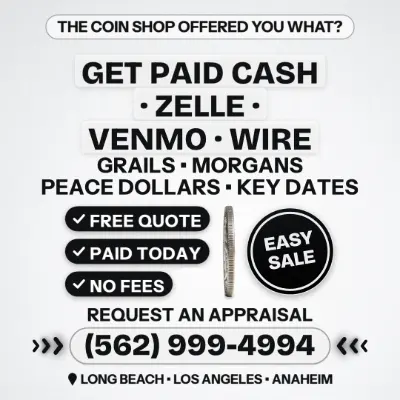 THE COIN SHOP OFFERED YOU WHAT?
GET PAID CASH
· ZELLE ·
VENMO · WIRE
GRAILS ▪ MORGANS
PEACE DOLLARS ▪ KEY DATES
✓ FREE QUOTE
✓ PAID TODAY
✓ NO FEES
EASY
SALE
REQUEST AN APPRAISAL
(562) 999-4994
LONG BEACH ▪ LOS ANGELES ▪ ANAHEIM